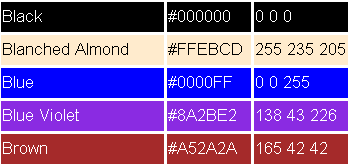 Black #000000 0 0 0
Blanched Almond #FFEBCD 255 235 205
Blue #0000FF 0 0 255
Blue Violet #8A2BE2 138 43 226
Brown #A52A2A 165 42 42